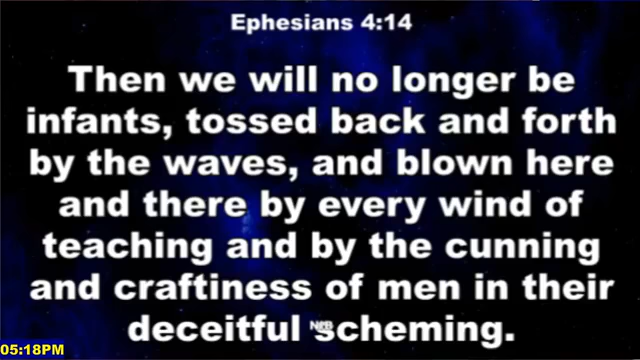 Ephesians 4:14
Then we will no longer be
infants, tossed back and forth
by the waves, and blown here
and there by every wind of
teaching and by the cunning
and craftiness of men in their
deceitful scheming.
05:18PM